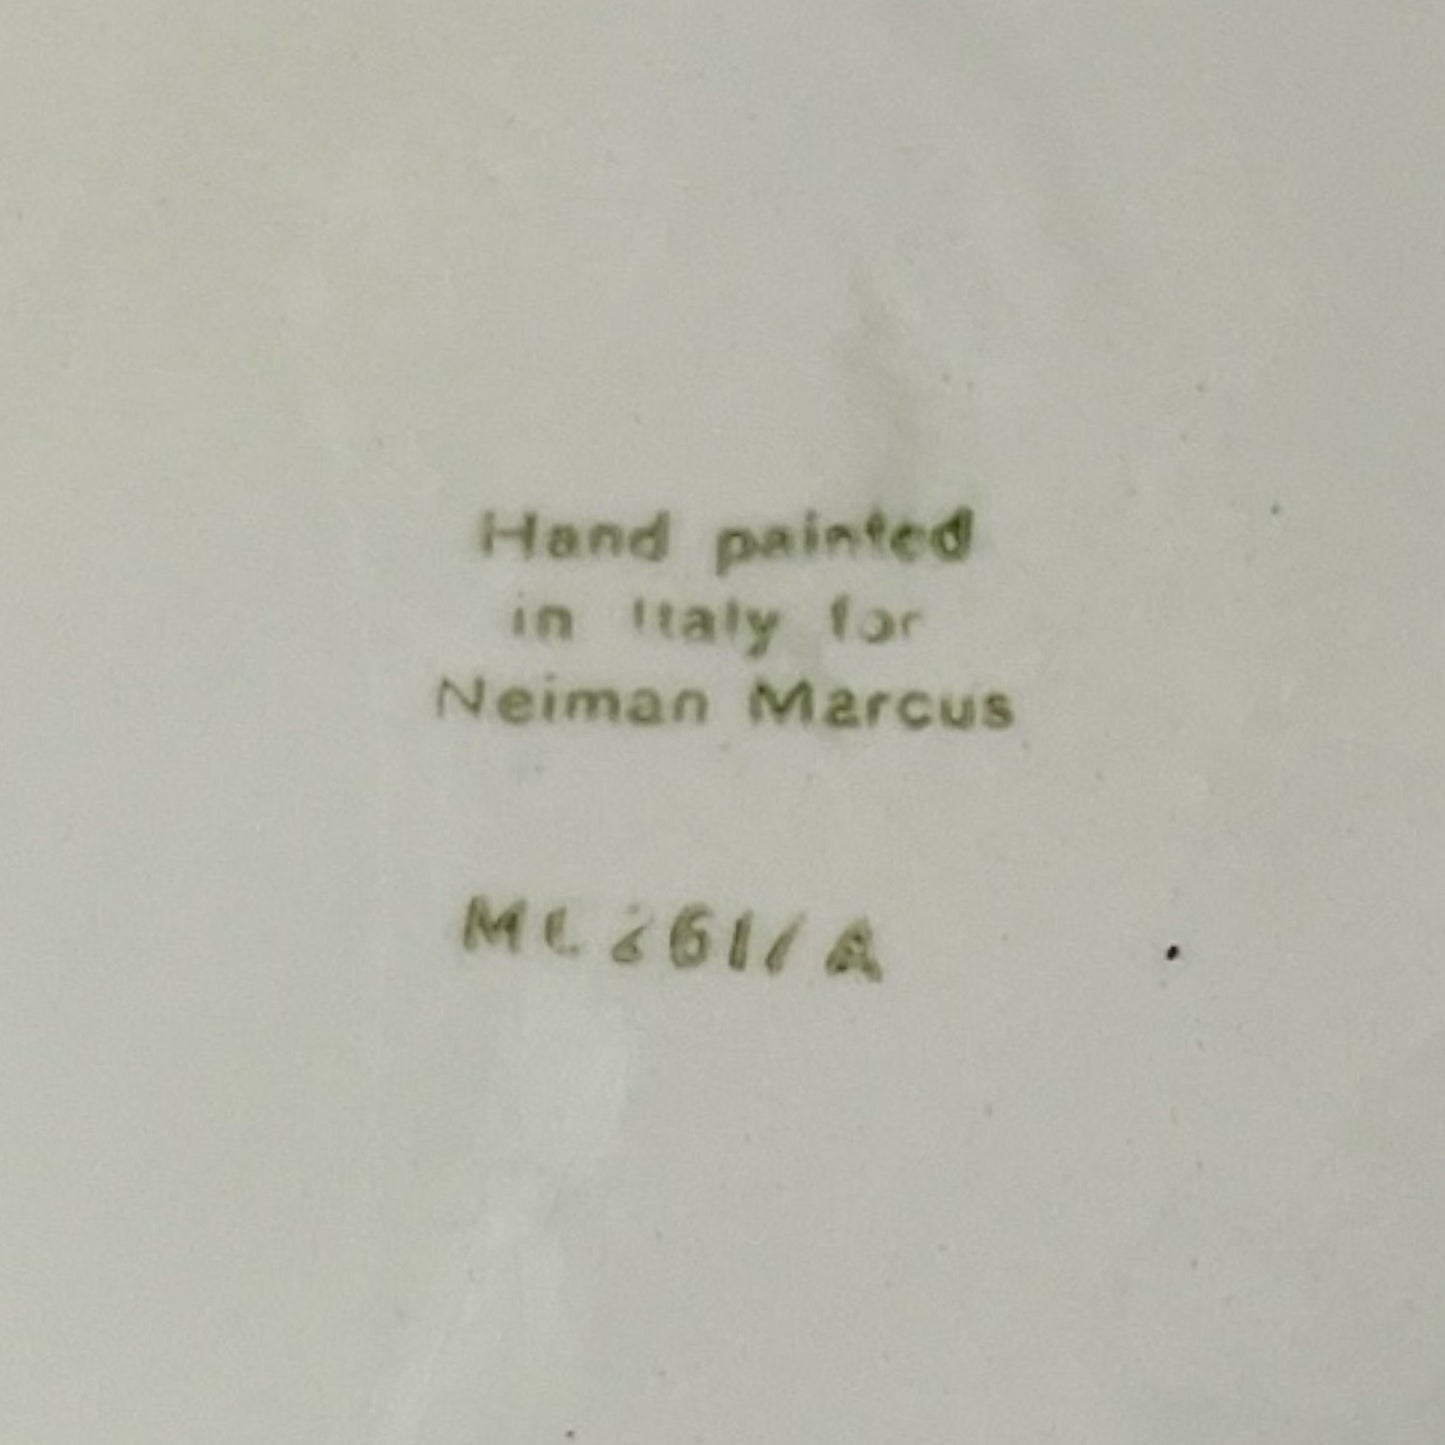 Hand painted
in Italy for
Neiman Marcus